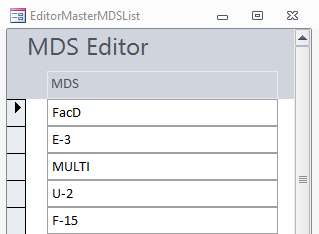 EditorMasterMDSList
MDS Editor
MDS
FacD
E-3
MULTI
U-2
F-15